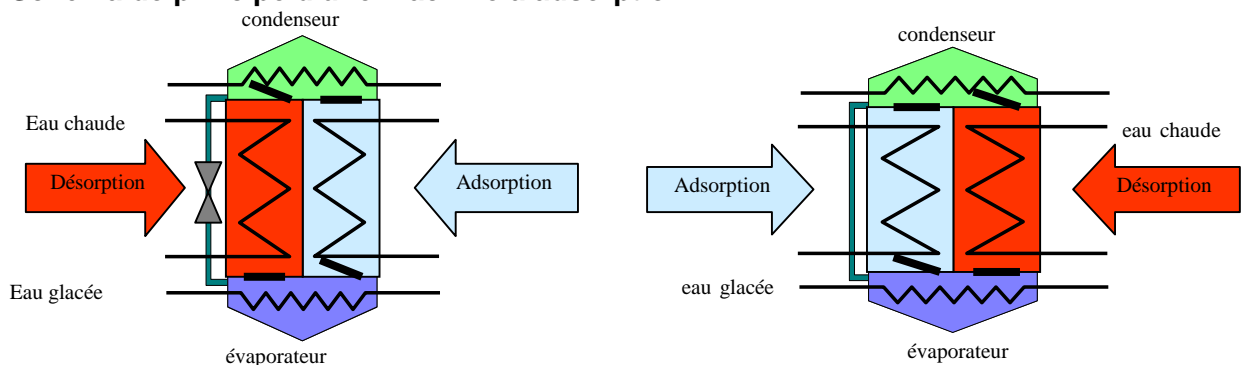 condenseur
Eau chaude
Désorption
Adsorption
Eau glacée
évaporateur
condenseur
eau chaude
Adsorption
Désorption
eau glacée
évaporateur